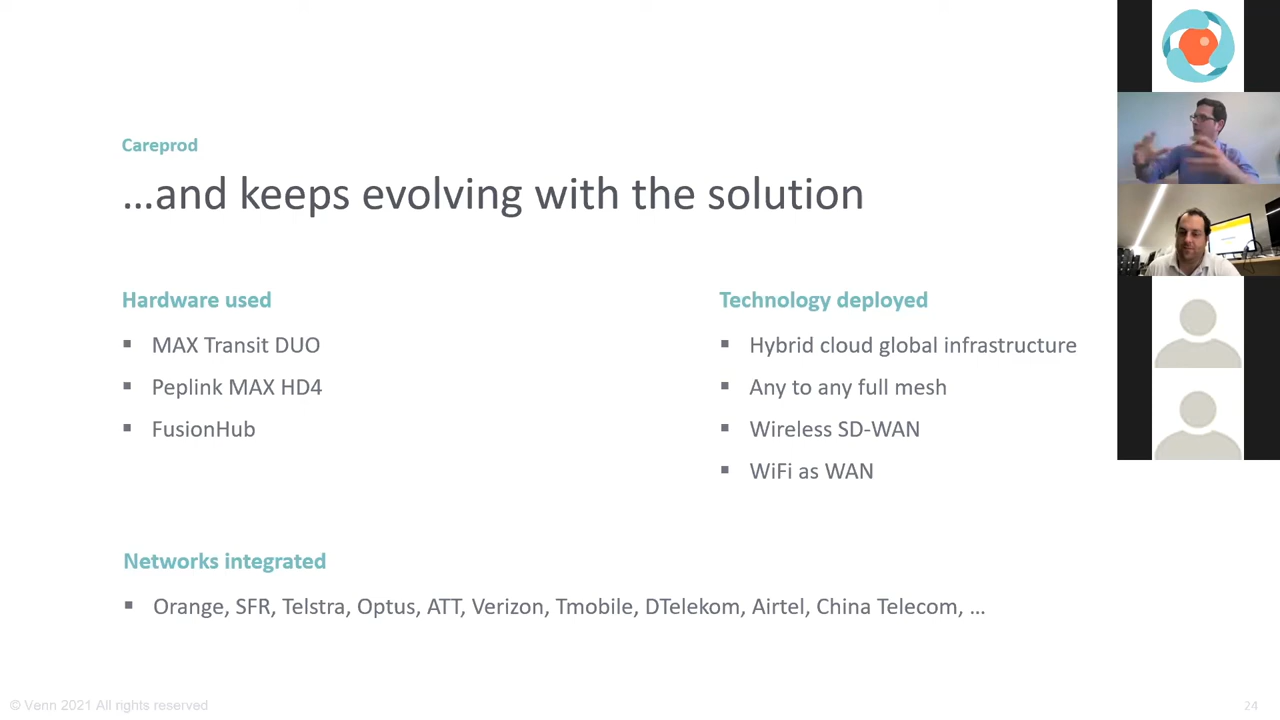 Careprod
...and keeps evolving with the solution
Hardware used
▪ MAX Transit DUO
▪ Peplink MAX HD4
▪ FusionHub
Technology deployed
▪ Hybrid cloud global infrastructure
▪ Any to any full mesh
▪ Wireless SD-WAN
▪ WiFi as WAN
Networks integrated
▪ Orange, SFR, Telstra, Optus, ATT, Verizon, Tmobile, DTelekom, Airtel, China Telecom, ...
© Venn 2021 All rights reserved
24